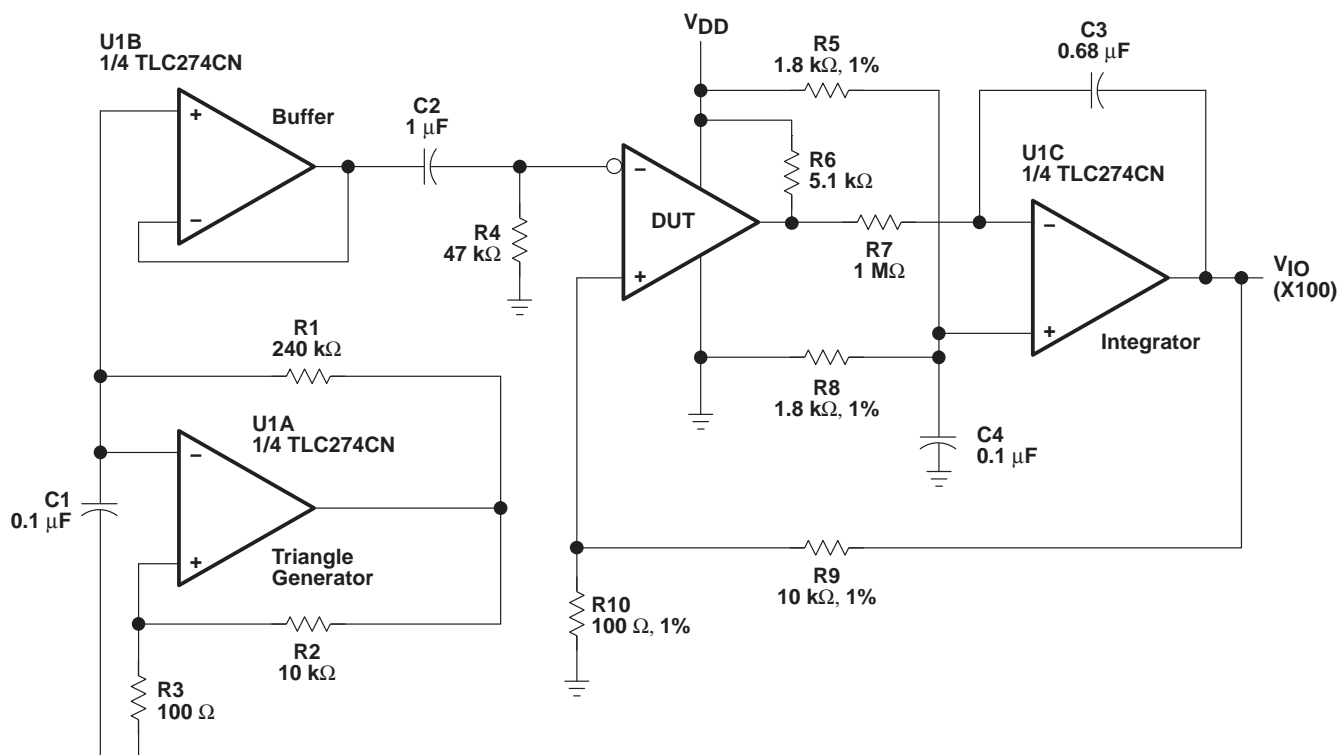 U1B
1/4 TLC274CN
+
−
Buffer
C2
1 μF
R4
47 kΩ
VDD
R5
1.8 kΩ, 1%
C3
0.68 μF
R6
5.1 kΩ
−
DUT
+
R7
1 MΩ
U1C
1/4 TLC274CN
−
+
Integrator
VIO
(X100)
R8
1.8 kΩ, 1%
C4
0.1 μF
R1
240 kΩ
U1A
1/4 TLC274CN
−
+
C1
0.1 μF
Triangle
Generator
R2
10 kΩ
R3
100 Ω
R9
10 kΩ, 1%
R10
100 Ω, 1%